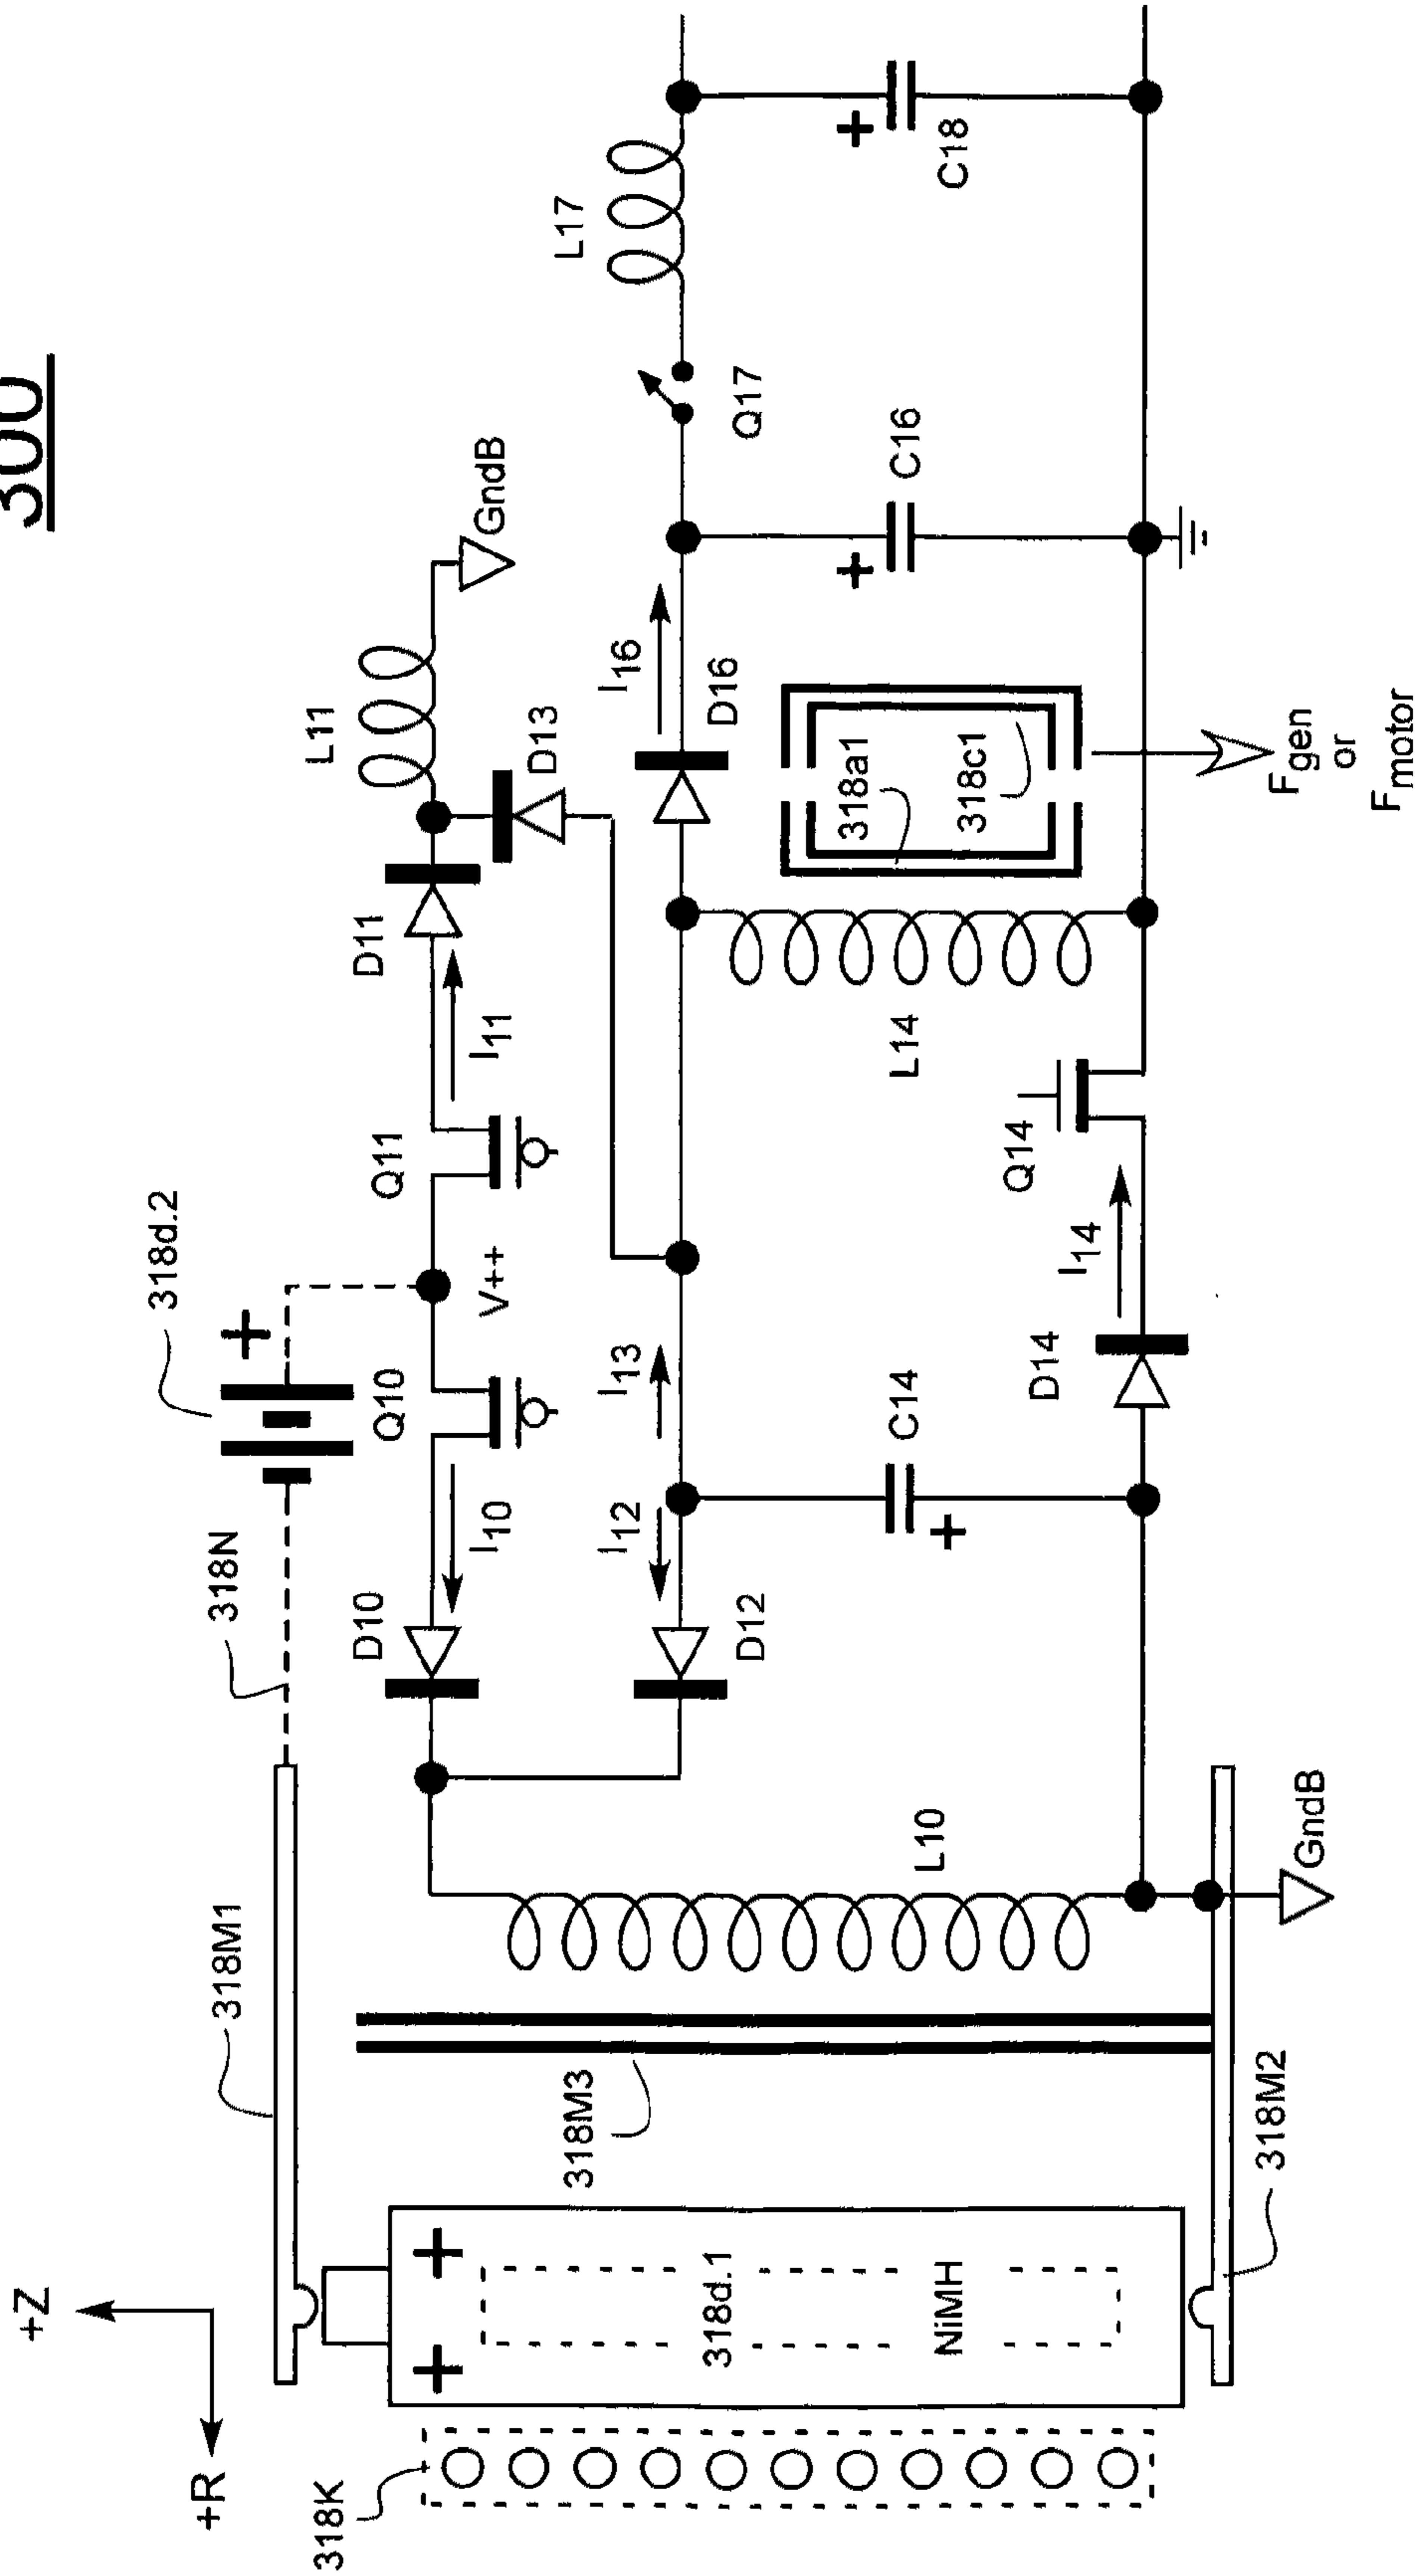 300
+Z
+R
318M1
318N
318d.2
+
318K
L11
D10
Q10
Q11
D11
+ +
I10
V++
I11
GndB
D13
L17
318M3
I12
I13
I16
318d.1
D12
D16
Q17
318a1
+
+
C14
L14
C16
L10
NiMH
+
318c1
C18
Q14
D14
I14
318M2
GndB
Fgen
or
Fmotor